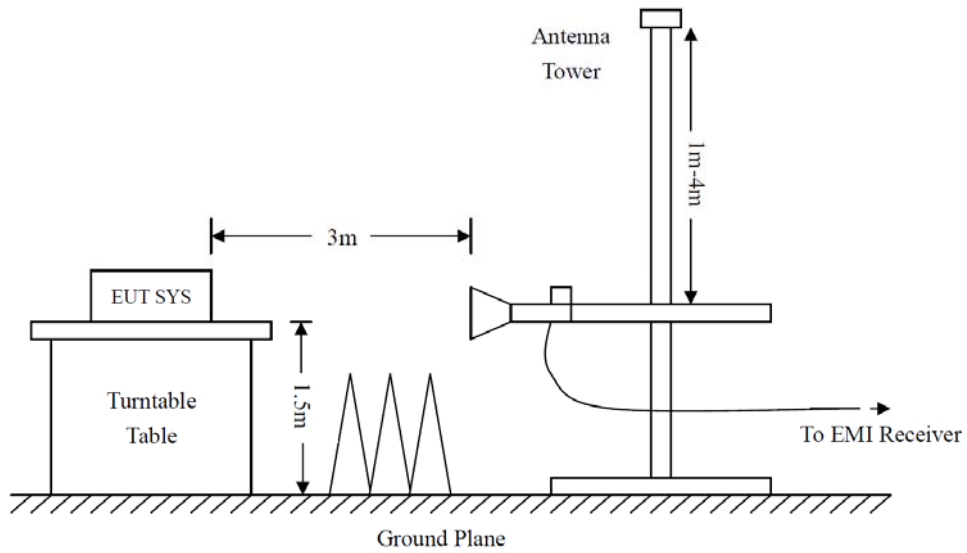 Antenna
Tower
1m-4m
3m
EUT SYS
1.5m
Turntable
Table
To EMI Receiver
Ground Plane